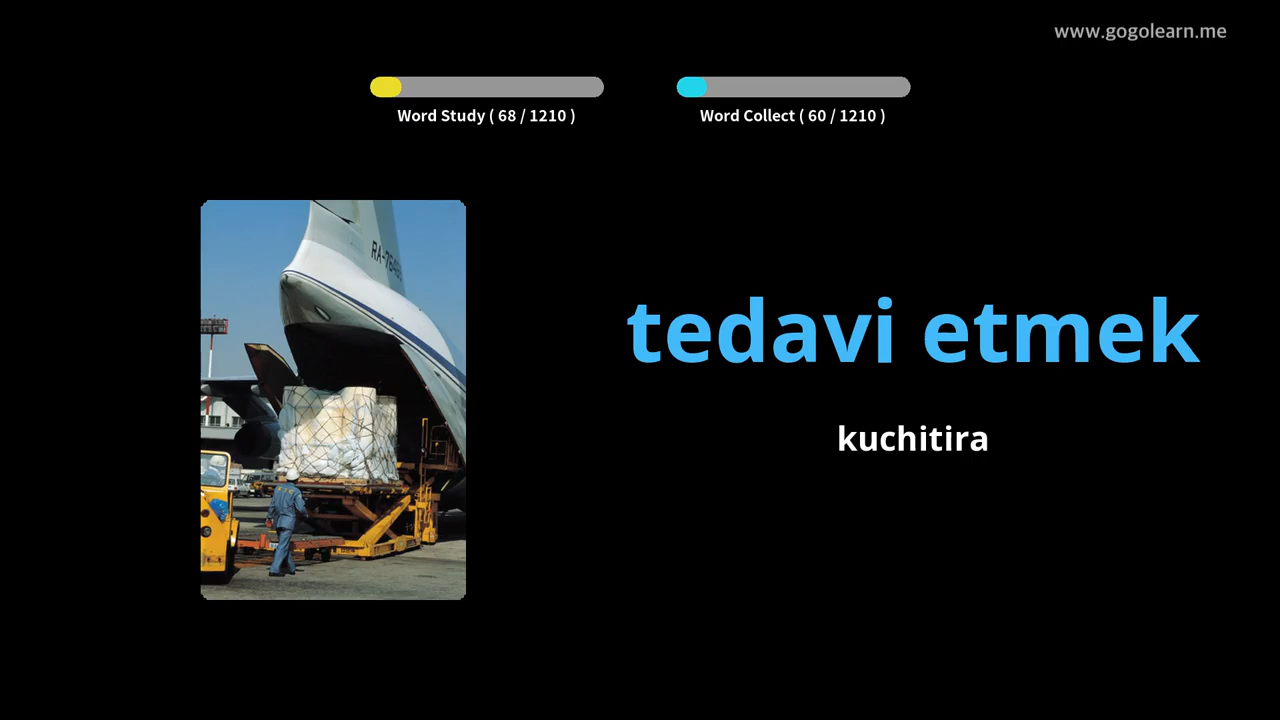 www.gogolearn.me
Word Study ( 68 / 1210 )
Word Collect ( 60 / 1210 )
tedavi etmek
kuchitira